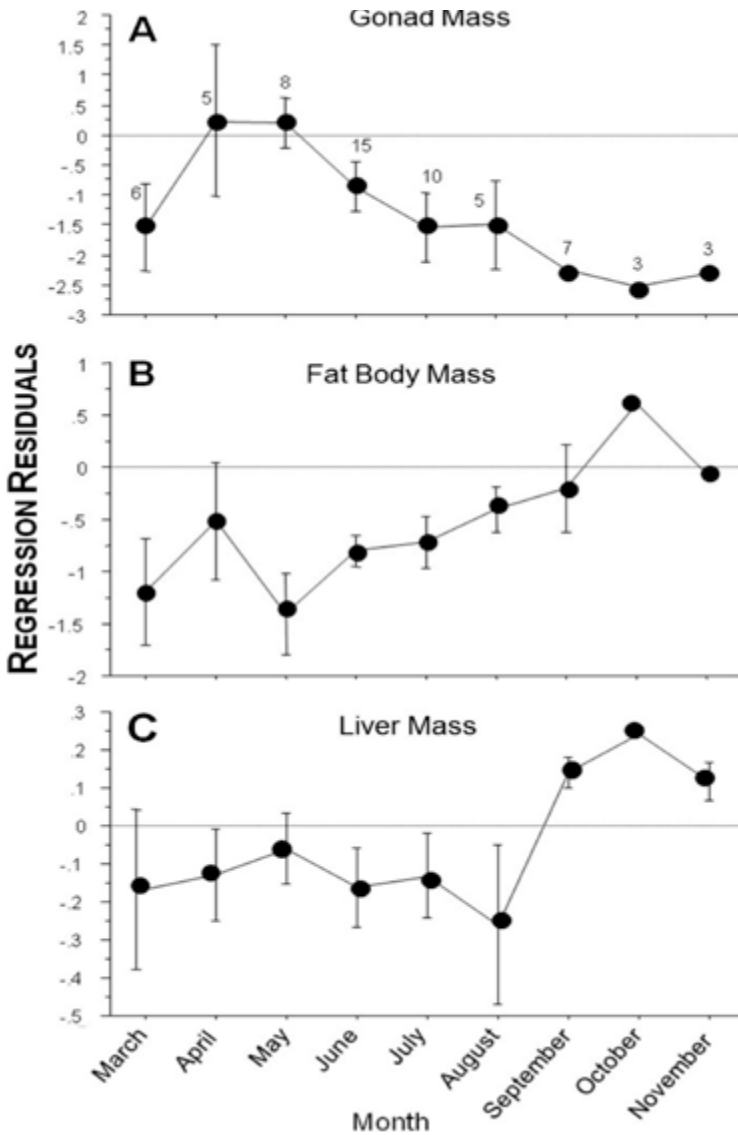 A
Gonad Mass
2
1
.5
0
-.5
-1
-1.5
-2
-2.5
-3
6
5
8
15
10
5
7
3
3
B
Fat Body Mass
1
.5
0
-.5
-1
-1.5
-2
REGRESSION RESIDUALS
C
Liver Mass
.3
.2
.1
0
-.1
-.2
-.3
-.4
-.5
March
April
May
June
July
August
September
October
November
Month